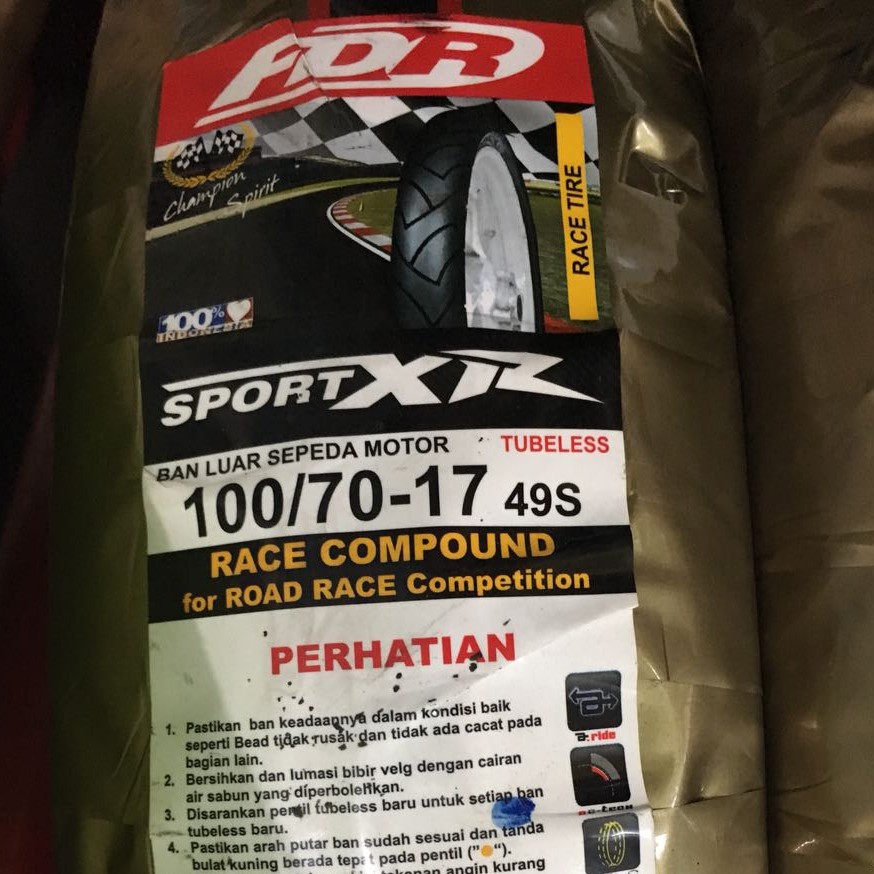 FDR
Champion
Spirit
RACE TIRE
100%
INDONESIA
SPORT XR
BAN LUAR SEPEDA MOTOR TUBELESS
100/70-17 49S
RACE COMPOUND
for ROAD RACE Competition
PERHATIAN
1. Pastikan ban keadaannya dalam kondisi baik
seperti Bead tidak rusak dan tidak ada cacat pada
bagian lain.
2. Bersihkan dan lumasi bibir velg dengan cairan
air sabun yang diperbolehkan.
3. Disarankan pentil tubeless baru untuk setiap ban
tubeless baru.
4. Pastikan arah putar ban sudah sesuai dan tanda
bulat kuning berada tepat pada pentil ("●").
tekanan angin kurang
a.ride